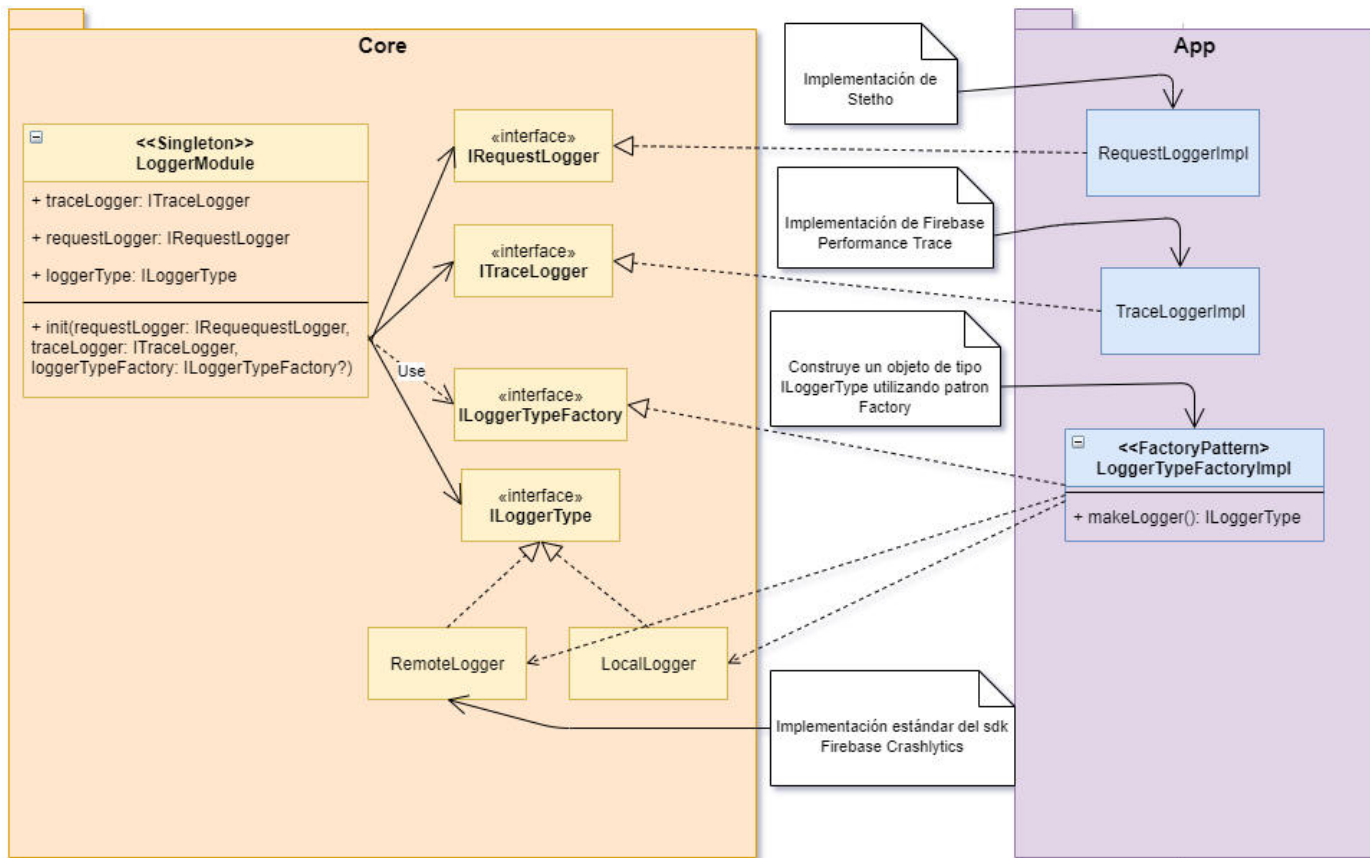 Core
<<Singleton>>
LoggerModule
+ traceLogger: ITraceLogger
+ requestLogger: IRequestLogger
+ loggerType: ILoggerType
+ init(requestLogger: IRequequestLogger,
traceLogger: ITraceLogger,
loggerTypeFactory: ILoggerTypeFactory?)
«interface»
IRequestLogger
«interface»
ITraceLogger
Use
«interface»
ILoggerTypeFactory
«interface»
ILoggerType
RemoteLogger
LocalLogger
Implementación de
Stetho
Implementación de Firebase
Performance Trace
Construye un objeto de tipo
ILoggerType utilizando patron
Factory
Implementación estándar del sdk
Firebase Crashlytics
App
RequestLoggerImpl
TraceLoggerImpl
<<FactoryPattern>
LoggerTypeFactoryImpl
+ makeLogger(): ILoggerType